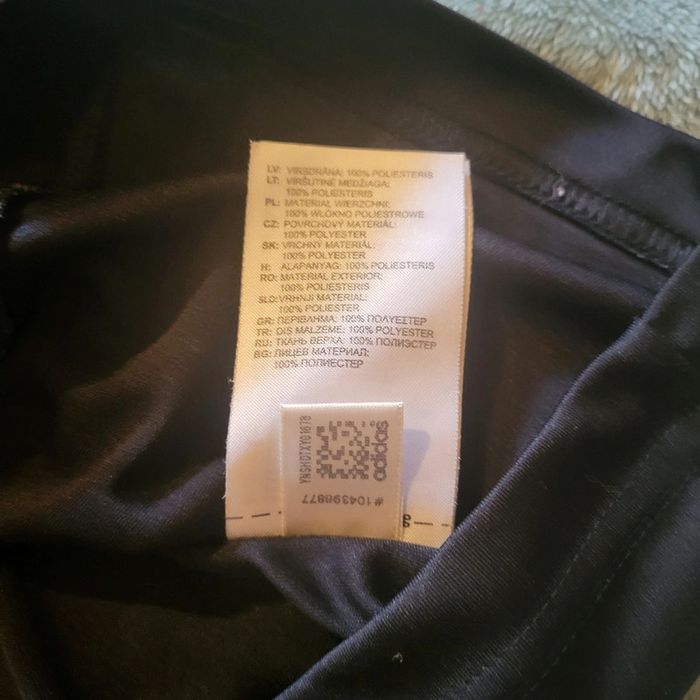 LV: VIRSDRĀNA: 100% POLIESTERIS
LT: VIRŠUTINĖ MEDŽIAGA:
100% POLIESTERIS
PL: MATERIAŁ WIERZCHNI:
100% WŁÓKNO POLIESTROWE
CZ: POVRCHOVÝ MATERIÁL:
100% POLYESTER
SK: VRCHNÝ MATERIÁL:
100% POLYESTER
H: ALAPANYAG: 100% POLIESTERIS
RO: MATERIAL EXTERIOR:
100% POLIESTERIS
SLO: VRHNJI MATERIAL:
100% POLIESTER
GR: ΠΕΡΙΒΛΗΜΑ: 100% ΠΟΛΥΕΣΤΕΡ
TR: DIS MALZEME: 100% POLYESTER
RU: ТКАНЬ ВЕРХА: 100% ПОЛИЭСТЕР
BG: ЛИЦЕВ МАТЕРИАЛ:
100% ПОЛИЕСТЕР
adidas
#104396877